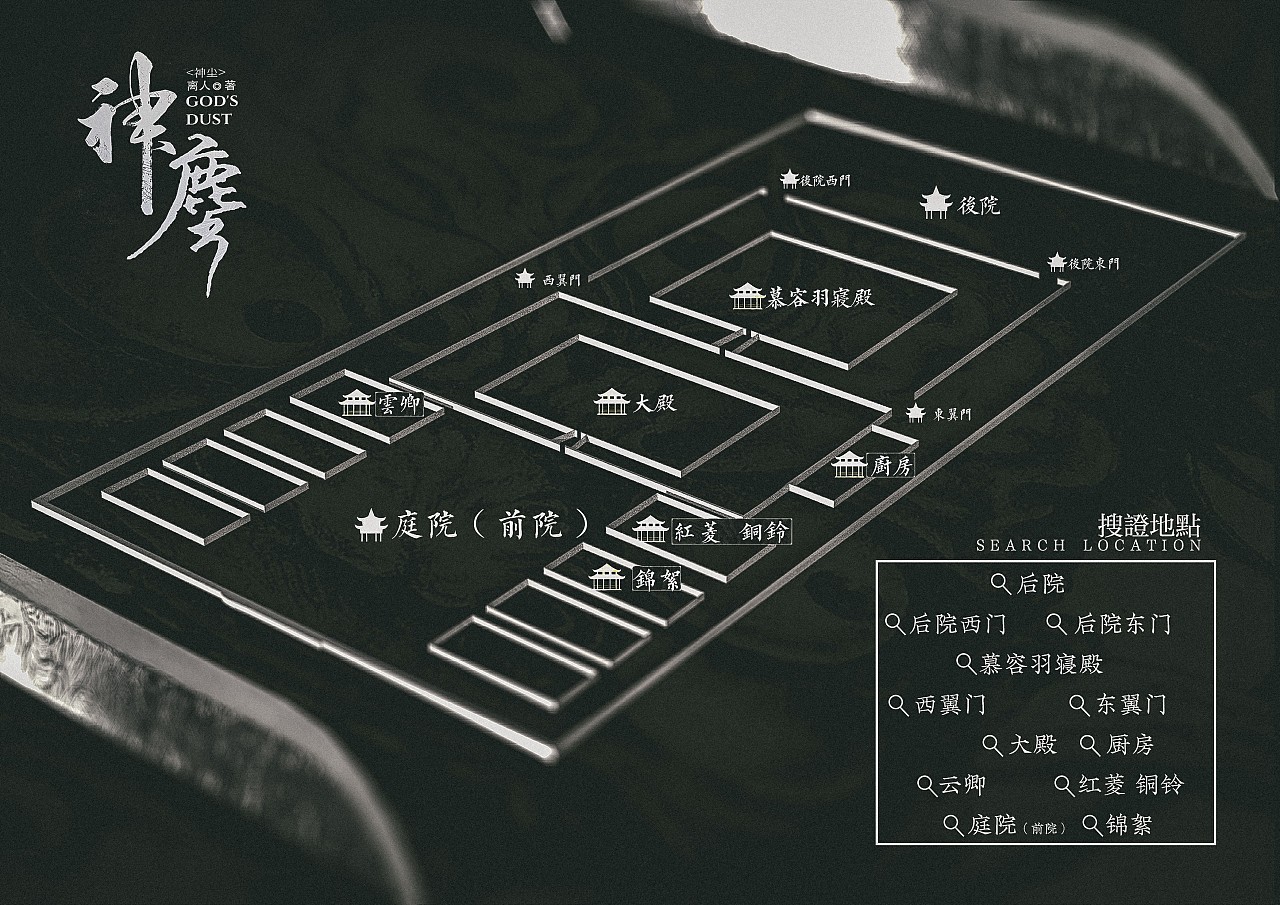 神塵
<神尘>
离人◎著
GOD'S
DUST
後院西門
後院
後院東門
西翼門
慕容羽寢殿
雲卿
大殿
東翼門
廚房
庭院（前院）
紅菱 銅鈴
錦絮
搜證地點
SEARCH LOCATION
后院
后院西门 后院东门
慕容羽寝殿
西翼门 东翼门
大殿 厨房
云卿 红菱 铜铃
庭院（前院） 锦絮